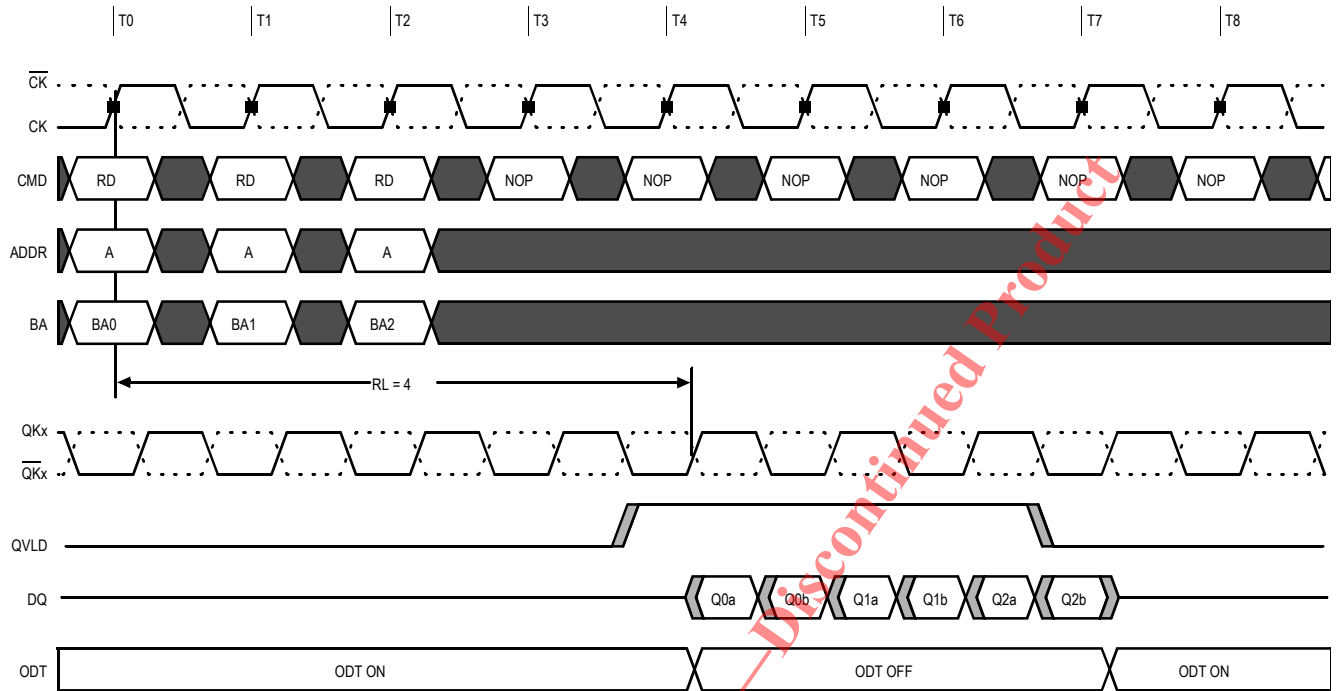 T0 T1 T2 T3 T4 T5 T6 T7 T8
CK
CK
CMD RD RD RD NOP NOP NOP NOP NOP NOP
ADDR A A A
BA BA0 BA1 BA2
RL = 4
QKx
QKx
QVLD
DQ Q0a Q0b Q1a Q1b Q2a Q2b
ODT ODT ON ODT OFF ODT ON
—Discontinued Product